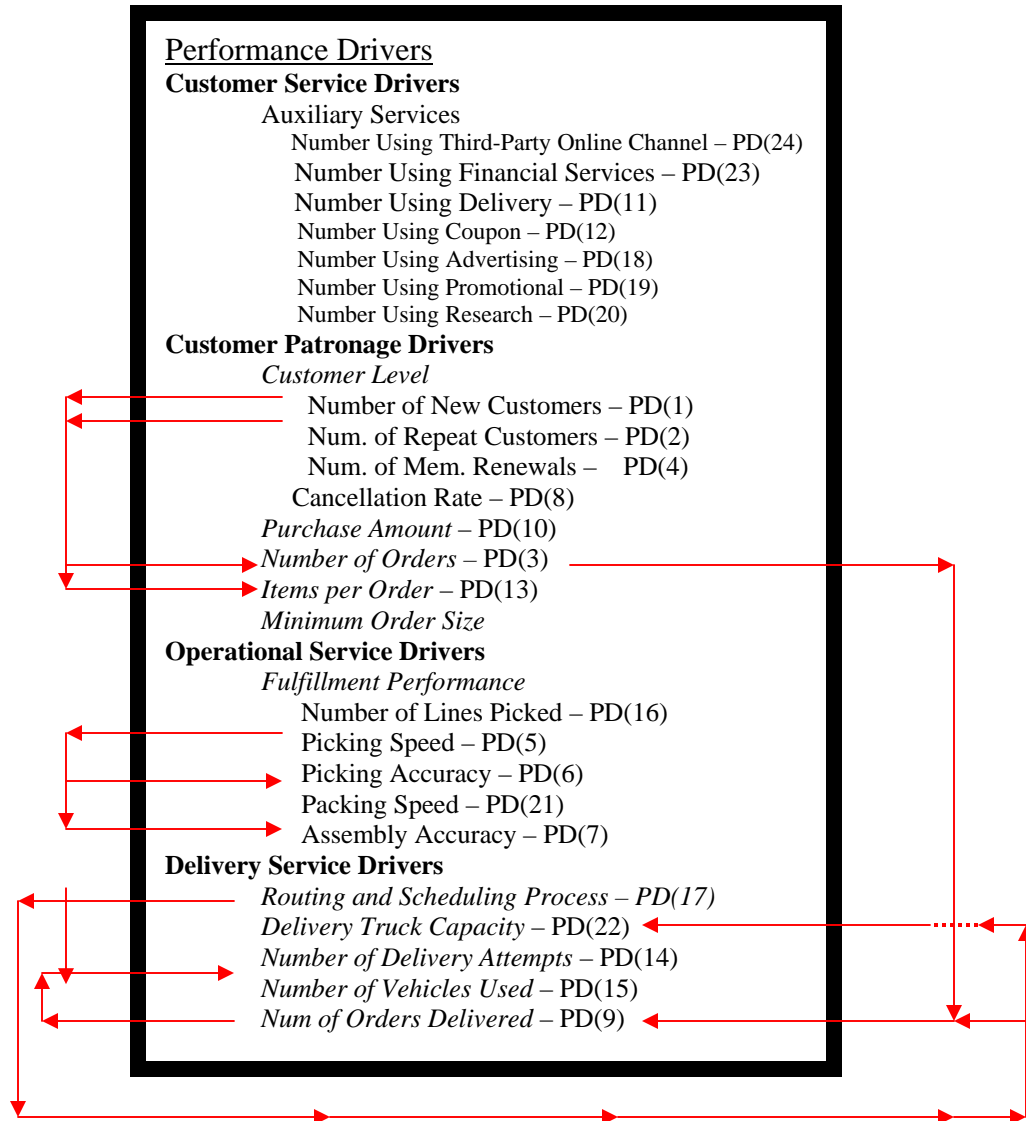 Performance Drivers
Customer Service Drivers
Auxiliary Services
Number Using Third-Party Online Channel – PD(24)
Number Using Financial Services – PD(23)
Number Using Delivery – PD(11)
Number Using Coupon – PD(12)
Number Using Advertising – PD(18)
Number Using Promotional – PD(19)
Number Using Research – PD(20)
Customer Patronage Drivers
Customer Level
Number of New Customers – PD(1)
Num. of Repeat Customers – PD(2)
Num. of Mem. Renewals – PD(4)
Cancellation Rate – PD(8)
Purchase Amount – PD(10)
Number of Orders – PD(3)
Items per Order – PD(13)
Minimum Order Size
Operational Service Drivers
Fulfillment Performance
Number of Lines Picked – PD(16)
Picking Speed – PD(5)
Picking Accuracy – PD(6)
Packing Speed – PD(21)
Assembly Accuracy – PD(7)
Delivery Service Drivers
Routing and Scheduling Process – PD(17)
Delivery Truck Capacity – PD(22)
Number of Delivery Attempts – PD(14)
Number of Vehicles Used – PD(15)
Num of Orders Delivered – PD(9)